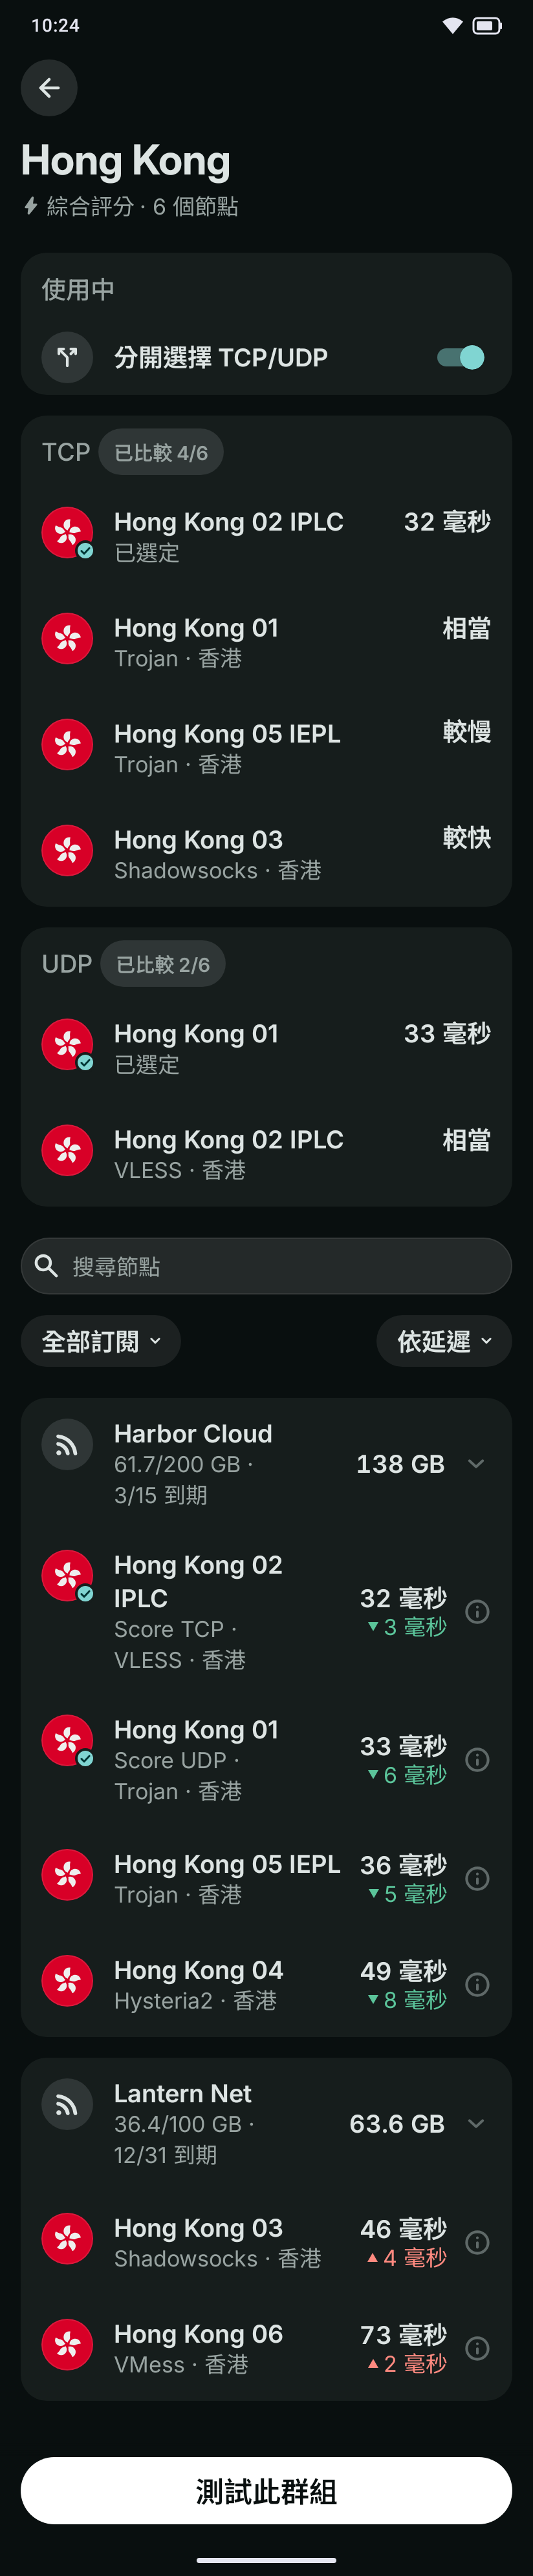 10:24
Hong Kong
綜合評分 · 6 個節點
使用中
分開選擇 TCP/UDP
TCP 已比較 4/6
Hong Kong 02 IPLC 32 毫秒
已選定
Hong Kong 01 相當
Trojan · 香港
Hong Kong 05 IEPL 較慢
Trojan · 香港
Hong Kong 03 較快
Shadowsocks · 香港
UDP 已比較 2/6
Hong Kong 01 33 毫秒
已選定
Hong Kong 02 IPLC 相當
VLESS · 香港
搜尋節點
全部訂閱 依延遲
Harbor Cloud
61.7/200 GB · 138 GB
3/15 到期
Hong Kong 02
IPLC 32 毫秒
Score TCP · ▼3 毫秒
VLESS · 香港
Hong Kong 01 33 毫秒
Score UDP · ▼6 毫秒
Trojan · 香港
Hong Kong 05 IEPL 36 毫秒
Trojan · 香港 ▼5 毫秒
Hong Kong 04 49 毫秒
Hysteria2 · 香港 ▼8 毫秒
Lantern Net
36.4/100 GB · 63.6 GB
12/31 到期
Hong Kong 03 46 毫秒
Shadowsocks · 香港 ▲4 毫秒
Hong Kong 06 73 毫秒
VMess · 香港 ▲2 毫秒
測試此群組